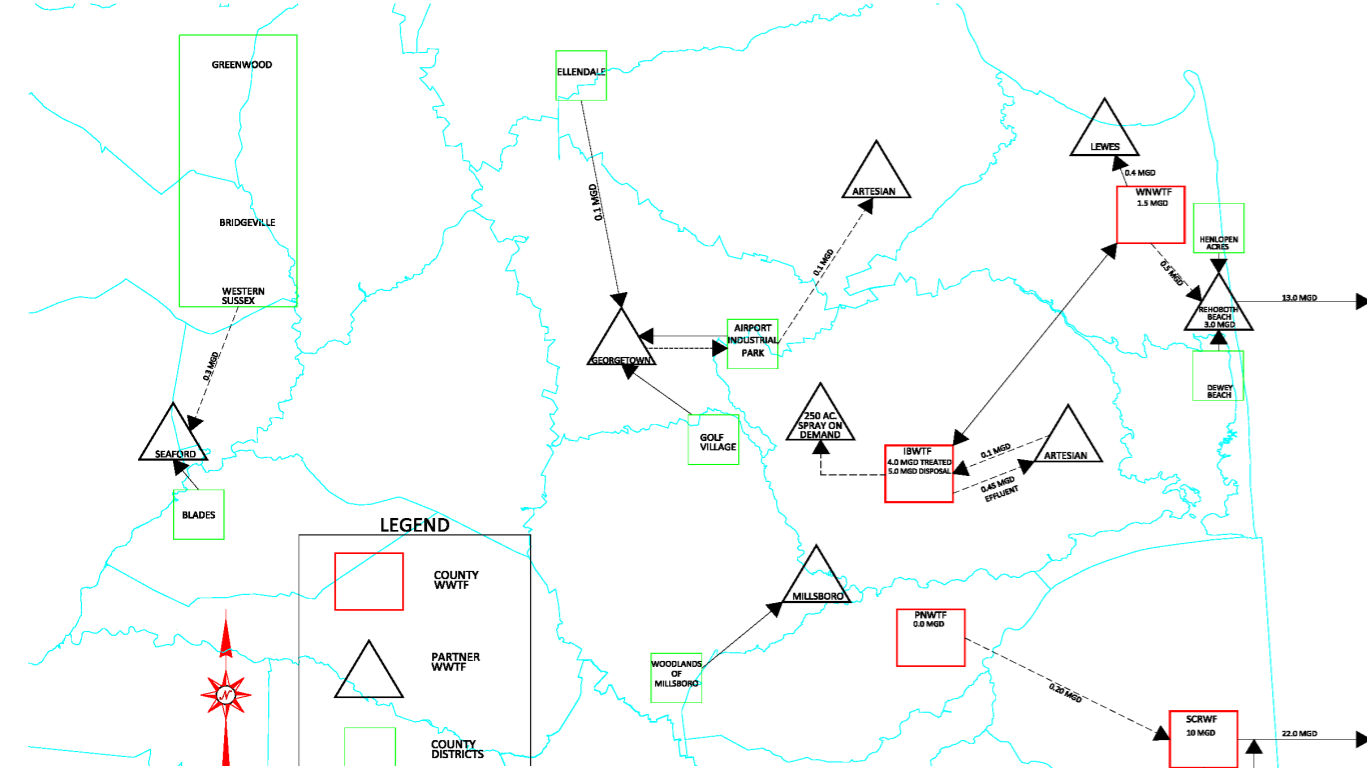 GREENWOOD
BRIDGEVILLE
WESTERN
SUSSEX
0.3 MGD
SEAFORD
BLADES
ELLENDALE
0.1 MGD
GEORGETOWN
AIRPORT
INDUSTRIAL
PARK
GOLF
VILLAGE
ARTESIAN
0.1 MGD
LEWES
0.4 MGD
WNWTF
1.5 MGD
HENLOPEN
ACRES
0.5 MGD
REHOBOTH
BEACH
3.0 MGD
13.0 MGD
DEWEY
BEACH
250 AC.
SPRAY ON
DEMAND
IBWTF
4.0 MGD TREATED
5.0 MGD DISPOSAL
0.1 MGD
0.45 MGD
EFFLUENT
ARTESIAN
MILLSBORO
WOODLANDS
OF
MILLSBORO
PNWTF
0.0 MGD
0.20 MGD
SCRWF
10 MGD
22.0 MGD
LEGEND
COUNTY
WWTF
PARTNER
WWTF
COUNTY
DISTRICTS
N